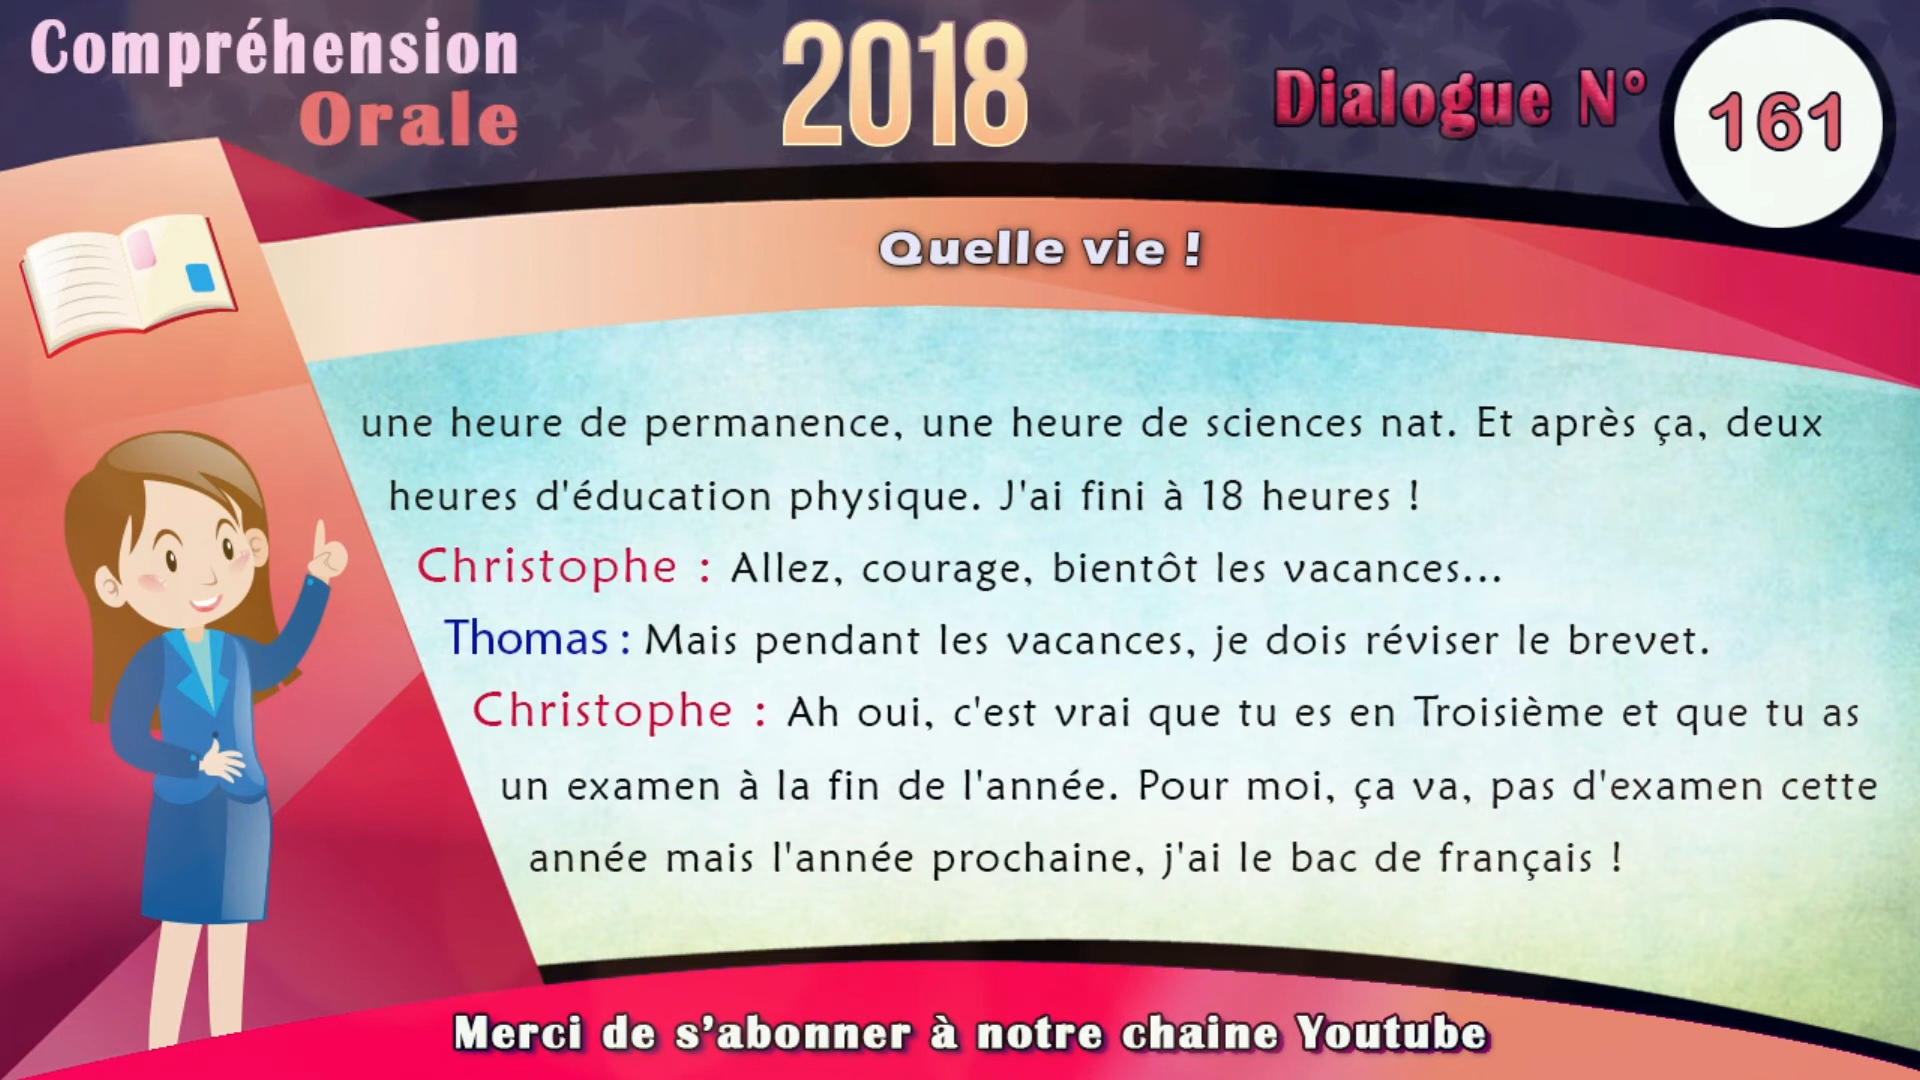 Compréhension
Orale
2018
Dialogue N° 161
Quelle vie !
une heure de permanence, une heure de sciences nat. Et après ça, deux
heures d'éducation physique. J'ai fini à 18 heures !
Christophe : Allez, courage, bientôt les vacances...
Thomas : Mais pendant les vacances, je dois réviser le brevet.
Christophe : Ah oui, c'est vrai que tu es en Troisième et que tu as
un examen à la fin de l'année. Pour moi, ça va, pas d'examen cette
année mais l'année prochaine, j'ai le bac de français !
Merci de s’abonner à notre chaine Youtube